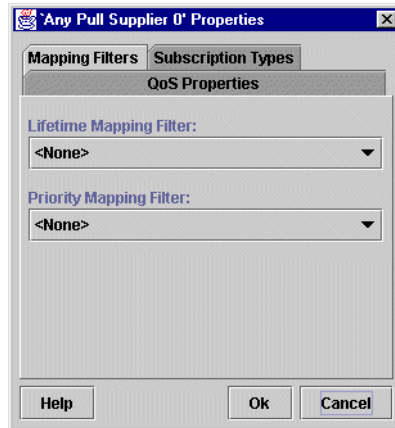 `Any Pull Supplier 0' Properties
Mapping Filters Subscription Types
QoS Properties
Lifetime Mapping Filter:
<None>
Priority Mapping Filter:
<None>
Help Ok Cancel